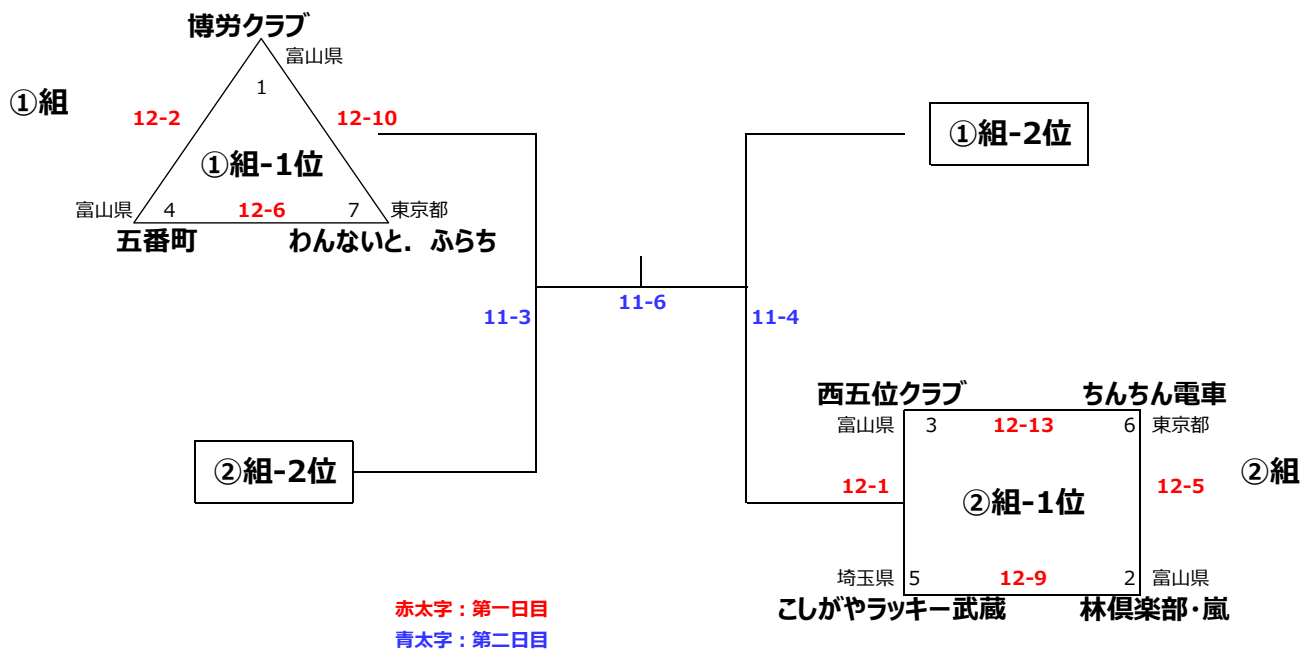 博労クラブ
富山県
1
①組
12-2
12-10
①組-1位
富山県
4
12-6
7
東京都
五番町
わんないと．ふらち
①組-2位
11-3
11-6
11-4
②組-2位
西五位クラブ
ちんちん電車
富山県
3
12-13
6
東京都
12-1
②組-1位
12-5
②組
埼玉県
5
12-9
2
富山県
こしがやラッキー武蔵
林倶楽部・嵐
赤太字：第一日目
青太字：第二日目